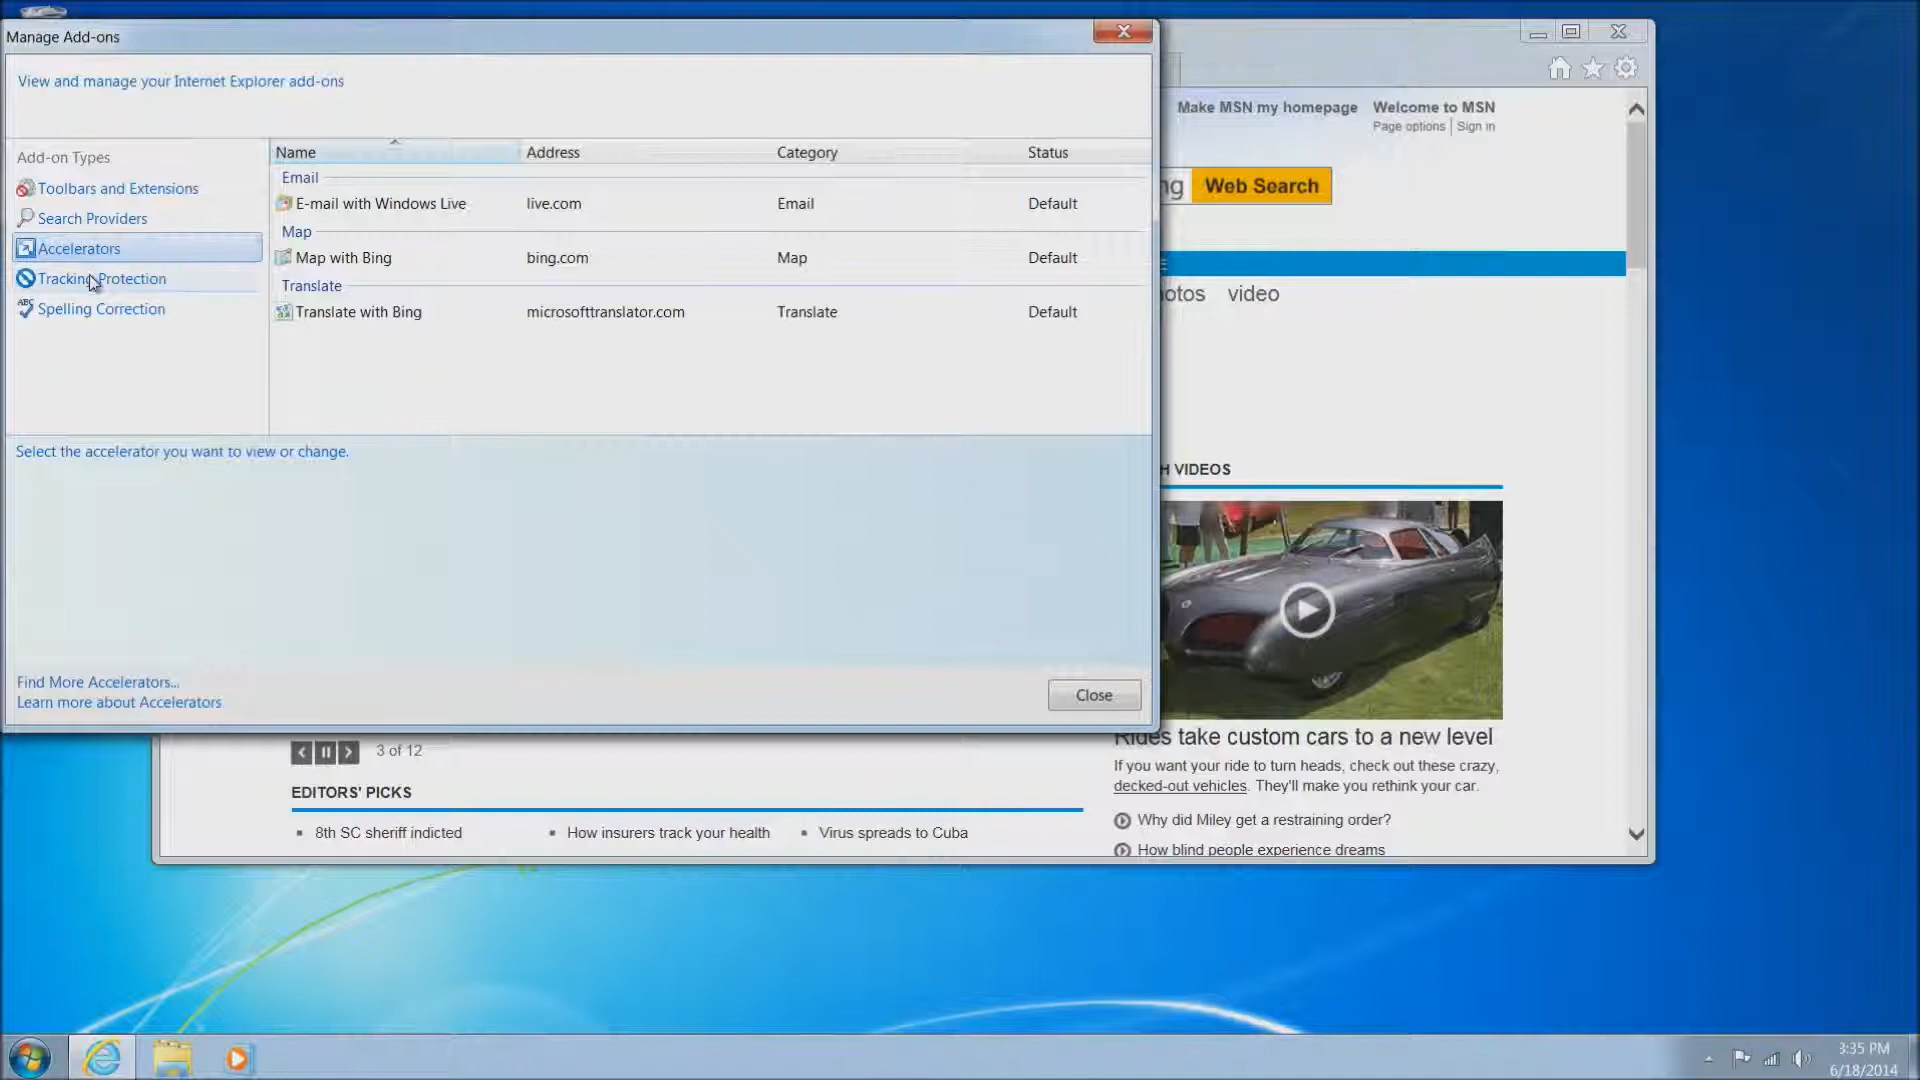 Manage Add-ons
View and manage your Internet Explorer add-ons
Add-on Types
Toolbars and Extensions
Search Providers
Accelerators
Tracking Protection
ABC
Spelling Correction
Name Address Category Status
Email
E-mail with Windows Live live.com Email Default
Map
Map with Bing bing.com Map Default
Translate
Translate with Bing microsofttranslator.com Translate Default
Select the accelerator you want to view or change.
Find More Accelerators...
Learn more about Accelerators
Close
Make MSN my homepage Welcome to MSN
Page options Sign in
Web Search
video
VIDEOS
Rides take custom cars to a new level
If you want your ride to turn heads, check out these crazy,
decked-out vehicles. They'll make you rethink your car.
Why did Miley get a restraining order?
How blind people experience dreams
3 of 12
EDITORS' PICKS
8th SC sheriff indicted How insurers track your health Virus spreads to Cuba
3:35 PM
6/18/2014